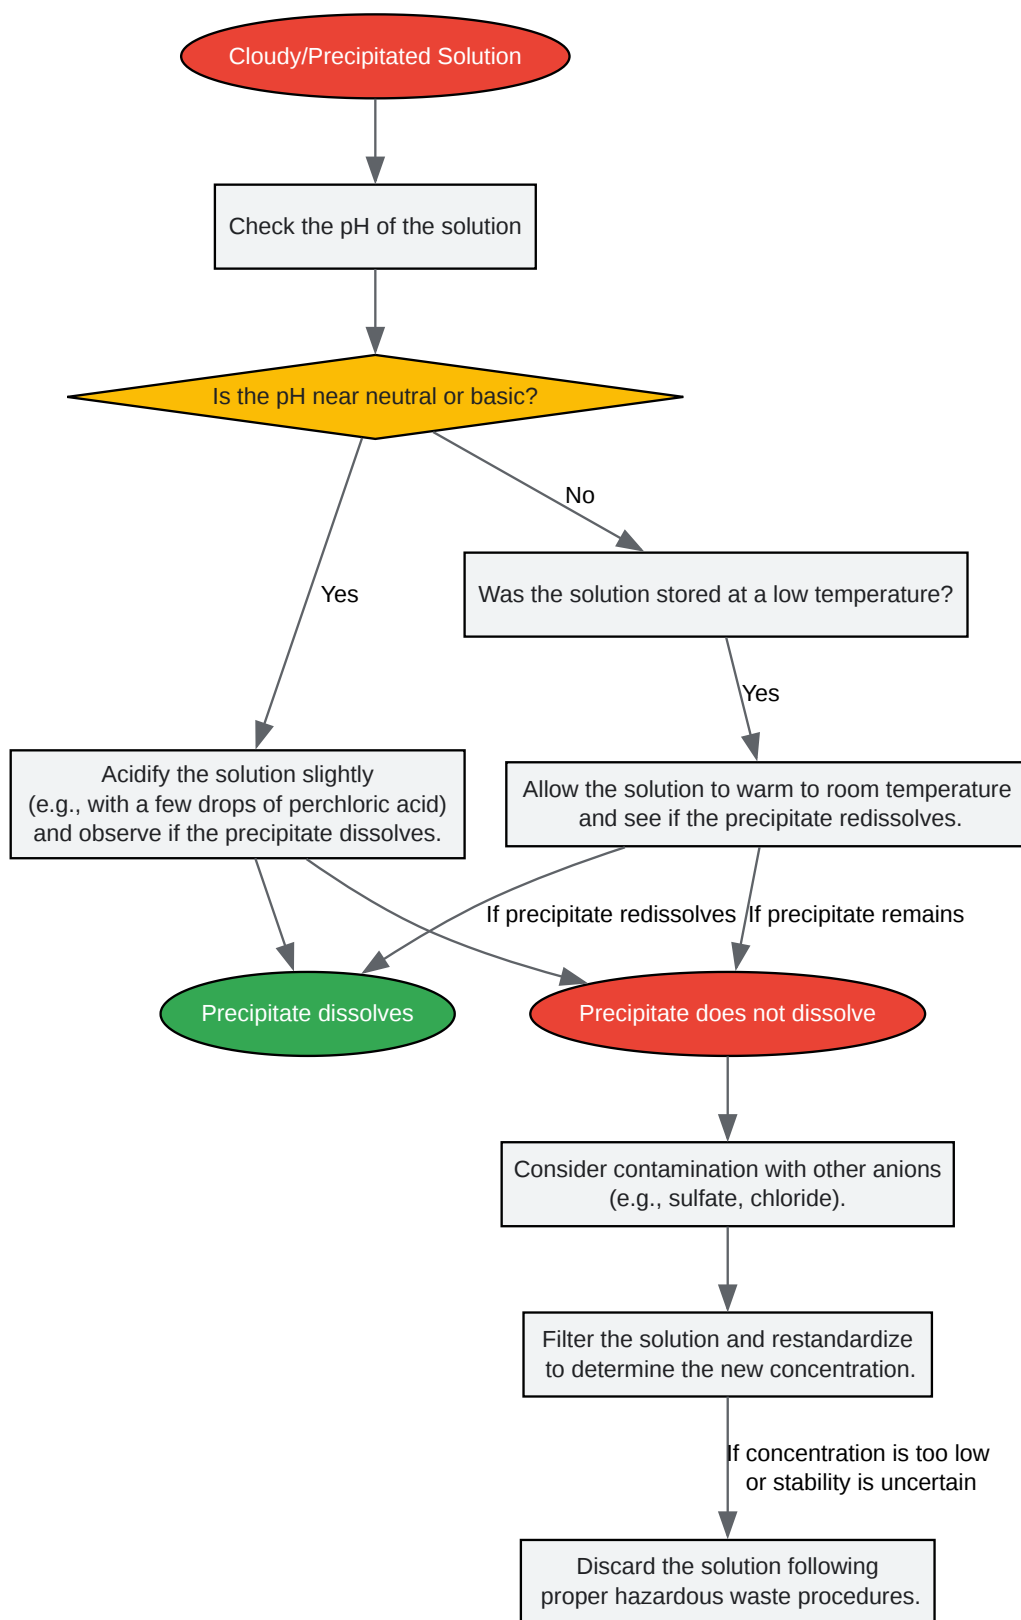 Cloudy/Precipitated Solution
Check the pH of the solution
Is the pH near neutral or basic?
No
Yes
Was the solution stored at a low temperature?
Yes
Acidify the solution slightly
(e.g., with a few drops of perchloric acid)
and observe if the precipitate dissolves.
Allow the solution to warm to room temperature
and see if the precipitate redissolves.
If precipitate redissolves
If precipitate remains
Precipitate dissolves
Precipitate does not dissolve
Consider contamination with other anions
(e.g., sulfate, chloride).
Filter the solution and restandardize
to determine the new concentration.
If concentration is too low
or stability is uncertain
Discard the solution following
proper hazardous waste procedures.